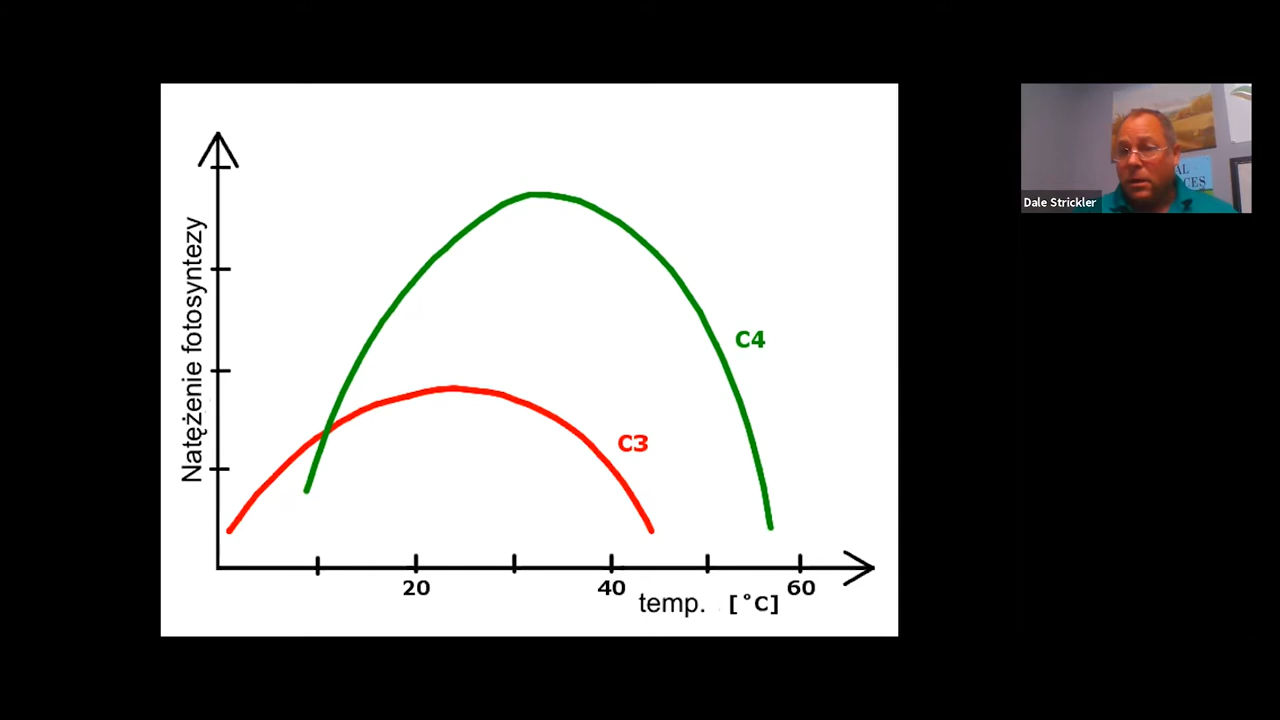 Natężenie fotosyntezy
C4
C3
20
40
60
temp. [°C]
Dale Strickler